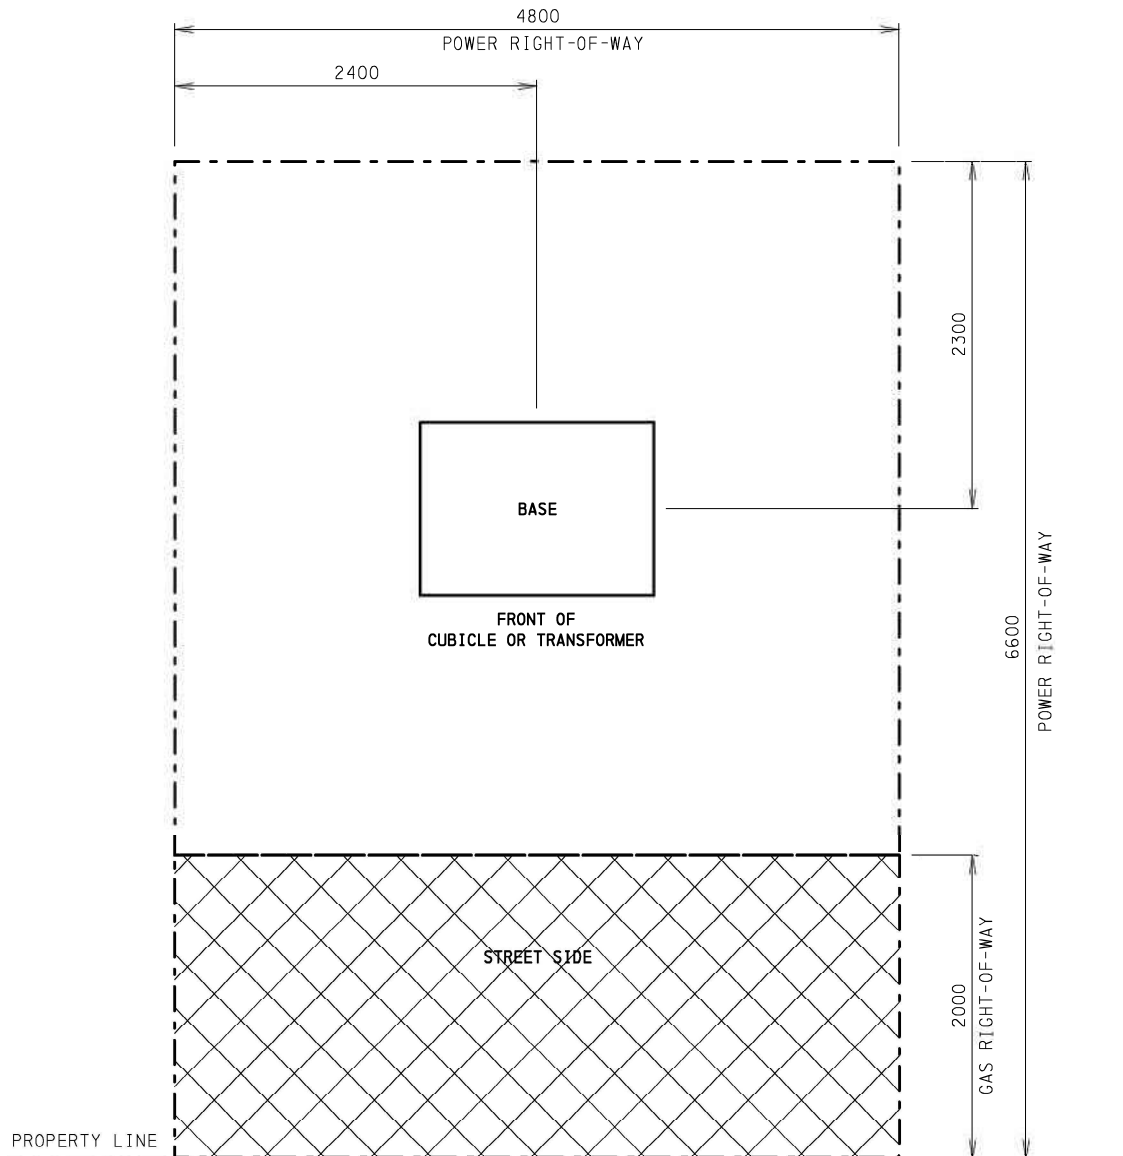 4800
POWER RIGHT-OF-WAY
2400
2300
BASE
FRONT OF
CUBICLE OR TRANSFORMER
6600
POWER RIGHT-OF-WAY
STREET SIDE
2000
GAS RIGHT-OF-WAY
PROPERTY LINE